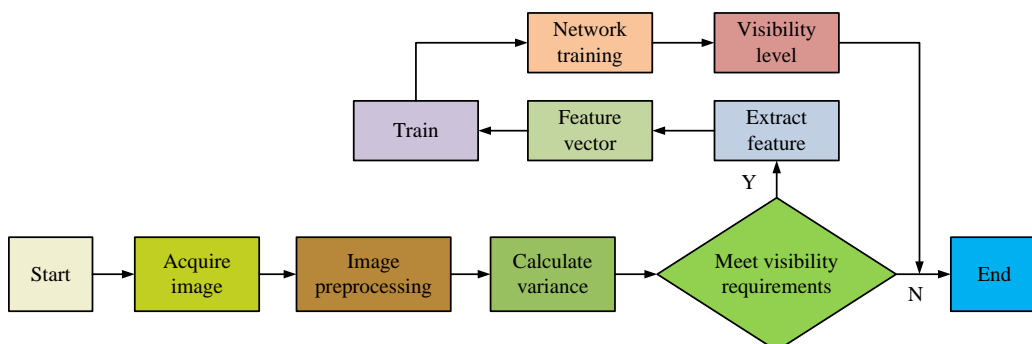 Network
training
Visibility
level
Train
Feature
vector
Extract
feature
Y
Start
Acquire
image
Image
preprocessing
Calculate
variance
Meet visibility
requirements
N
End